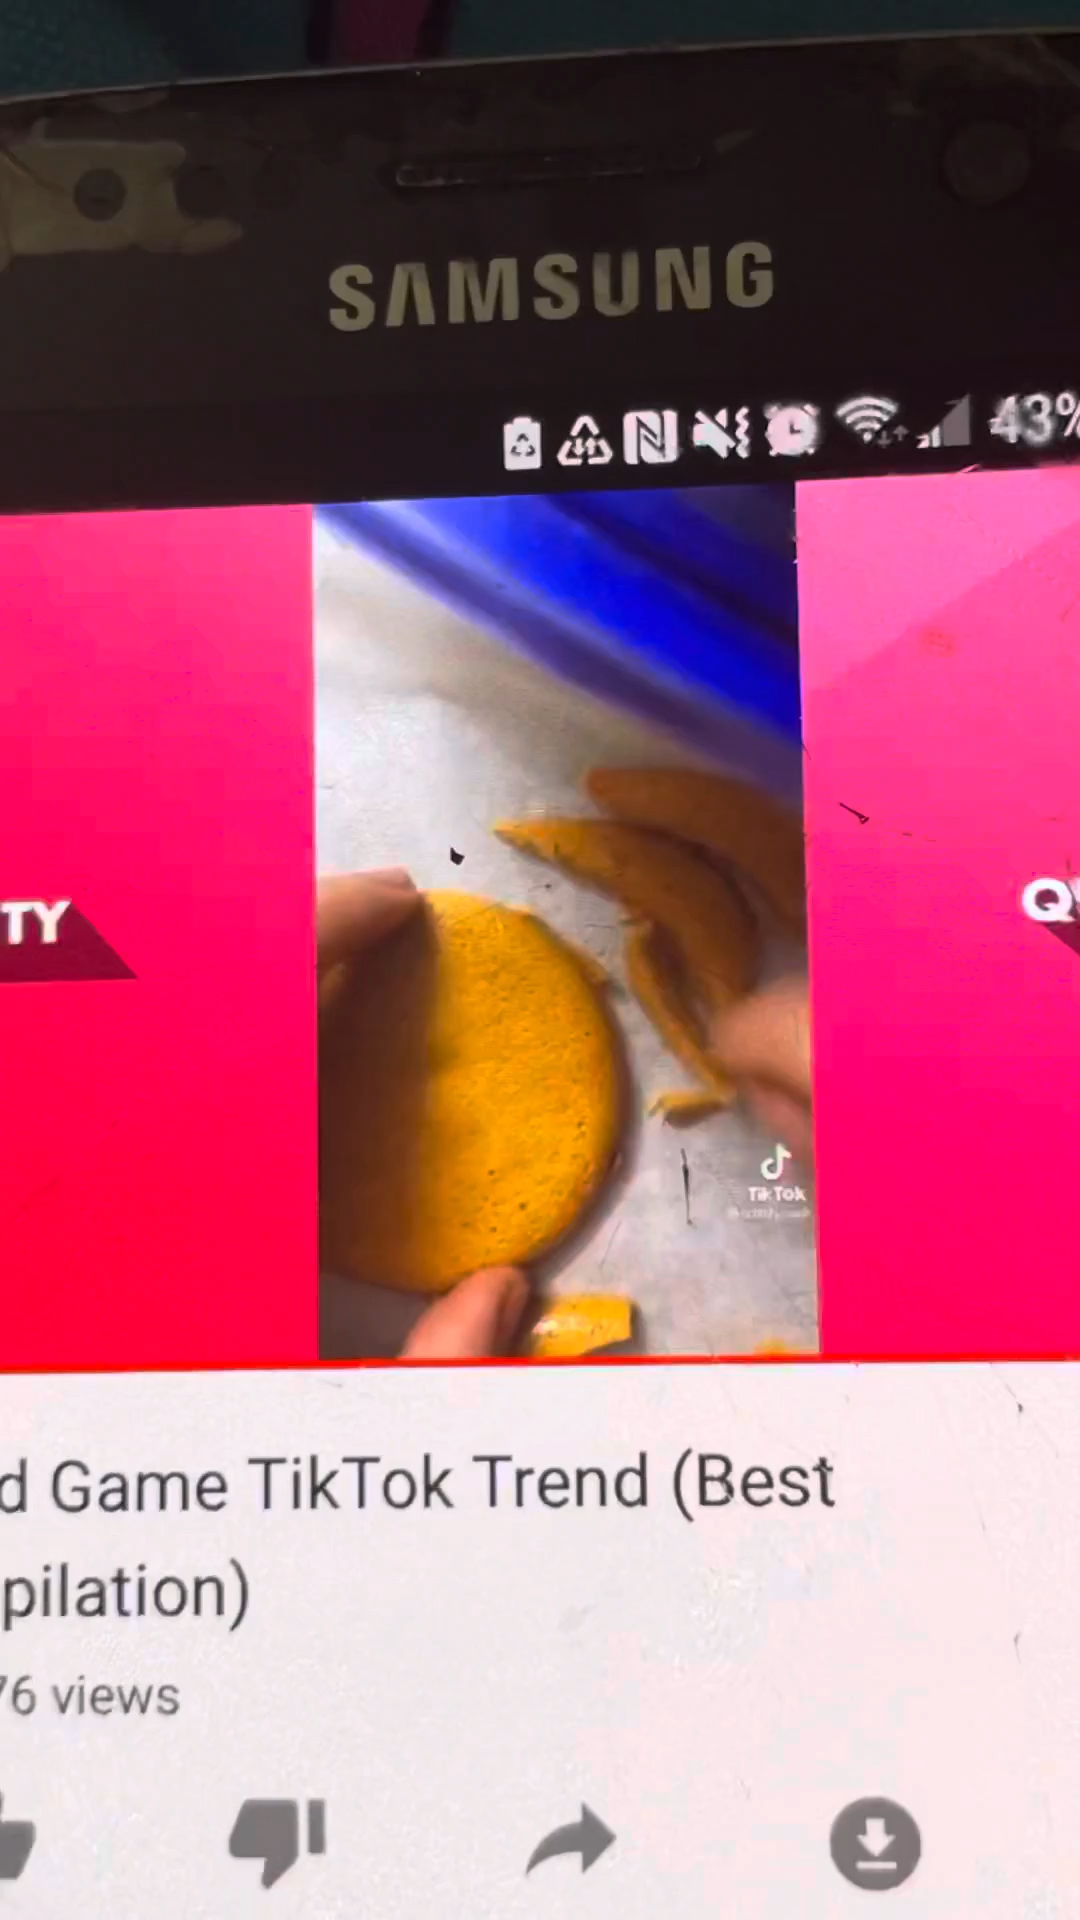 SAMSUNG
43%
TY
TikTok
d Game TikTok Trend (Best
pilation)
76 views